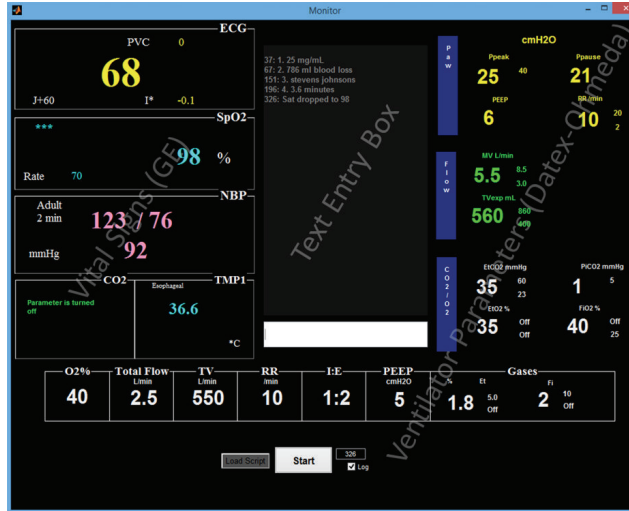 Monitor
ECG
PVC 0
68
J+60 I* -0.1
SpO2
***
98 %
Rate 70
NBP
Adult
2 min
123 / 76
mmHg 92
CO2
Parameter is turned
off
TMP1
Esophageal
36.6
°C
Vital Signs (GE)
37: 1. 25 mg/mL
67: 2. 786 ml blood loss
151: 3. stevens johnsons
196: 4. 3.6 minutes
326: Sat dropped to 98
Text Entry Box
Paw
cmH2O
Ppeak Ppause
25 40 21
PEEP RR/min
6 10 20
2
Flow
MV L/min
5.5 8.5
3.0
TVexp mL
560 860
400
CO2/O2
EtCO2 mmHg PiCO2 mmHg
35 60 1 5
23
EtO2 % FiO2 %
35 Off 40 Off
Off 25
Ventilator Parameters (Datex-Ohmeda)
O2% Total Flow TV RR I:E PEEP Gases
L/min L/min /min cmH2O % Et Fi
40 2.5 550 10 1:2 5 1.8 5.0 2 10
Off Off
Load Script Start 326
Log